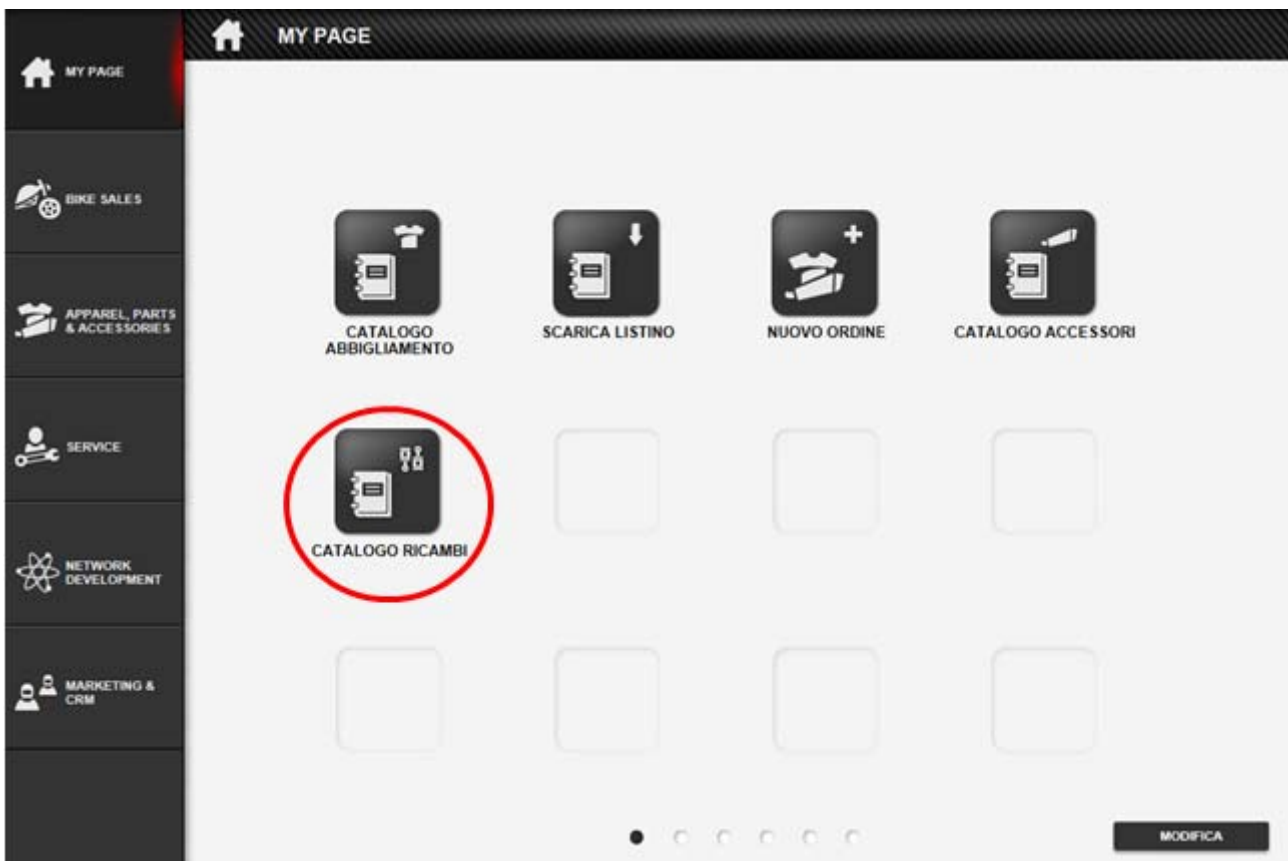 MY PAGE
MY PAGE
BIKE SALES
APPAREL, PARTS
& ACCESSORIES
SERVICE
NETWORK
DEVELOPMENT
MARKETING &
CRM
CATALOGO
ABBIGLIAMENTO
SCARICA LISTINO
NUOVO ORDINE
CATALOGO ACCESSORI
CATALOGO RICAMBI
MODIFICA